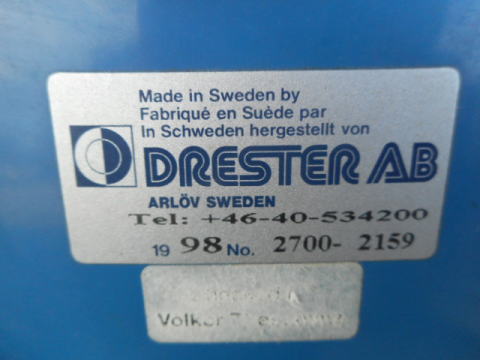 Made in Sweden by
Fabriqué en Suède par
In Schweden hergestellt von
DRESTER AB
ARLÖV SWEDEN
Tel: +46-40-534200
19 98 No. 2700- 2159
Volker